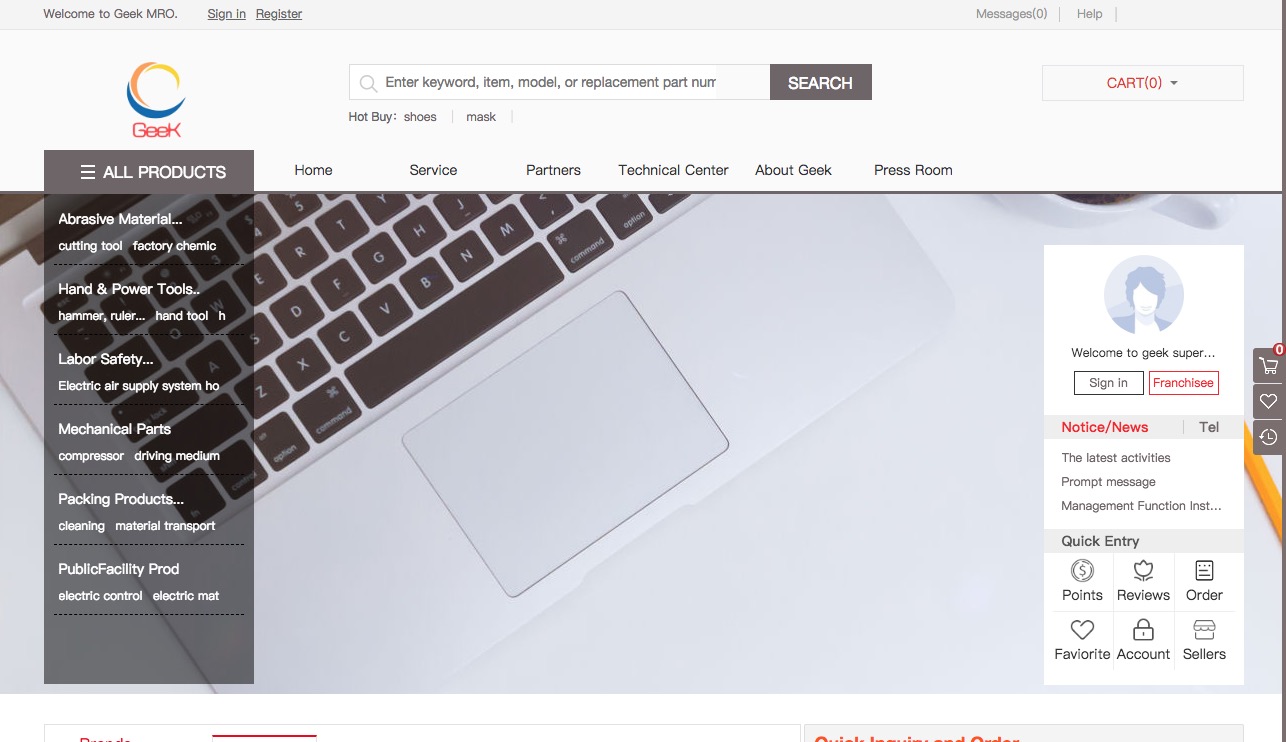 Welcome to Geek MRO. Sign in Register Messages(0) Help
GeeK
Enter keyword, item, model, or replacement part num
SEARCH
CART(0)
Hot Buy: shoes mask
ALL PRODUCTS Home Service Partners Technical Center About Geek Press Room
Abrasive Material...
cutting tool factory chemic
Hand & Power Tools..
hammer, ruler... hand tool h
Labor Safety...
Electric air supply system ho
Mechanical Parts
compressor driving medium
Packing Products...
cleaning material transport
PublicFacility Prod
electric control electric mat
Welcome to geek super...
Sign in Franchisee
Notice/News Tel
The latest activities
Prompt message
Management Function Inst...
Quick Entry
Points Reviews Order
Faviorite Account Sellers
0
Brands
Quick Inquiry and Order